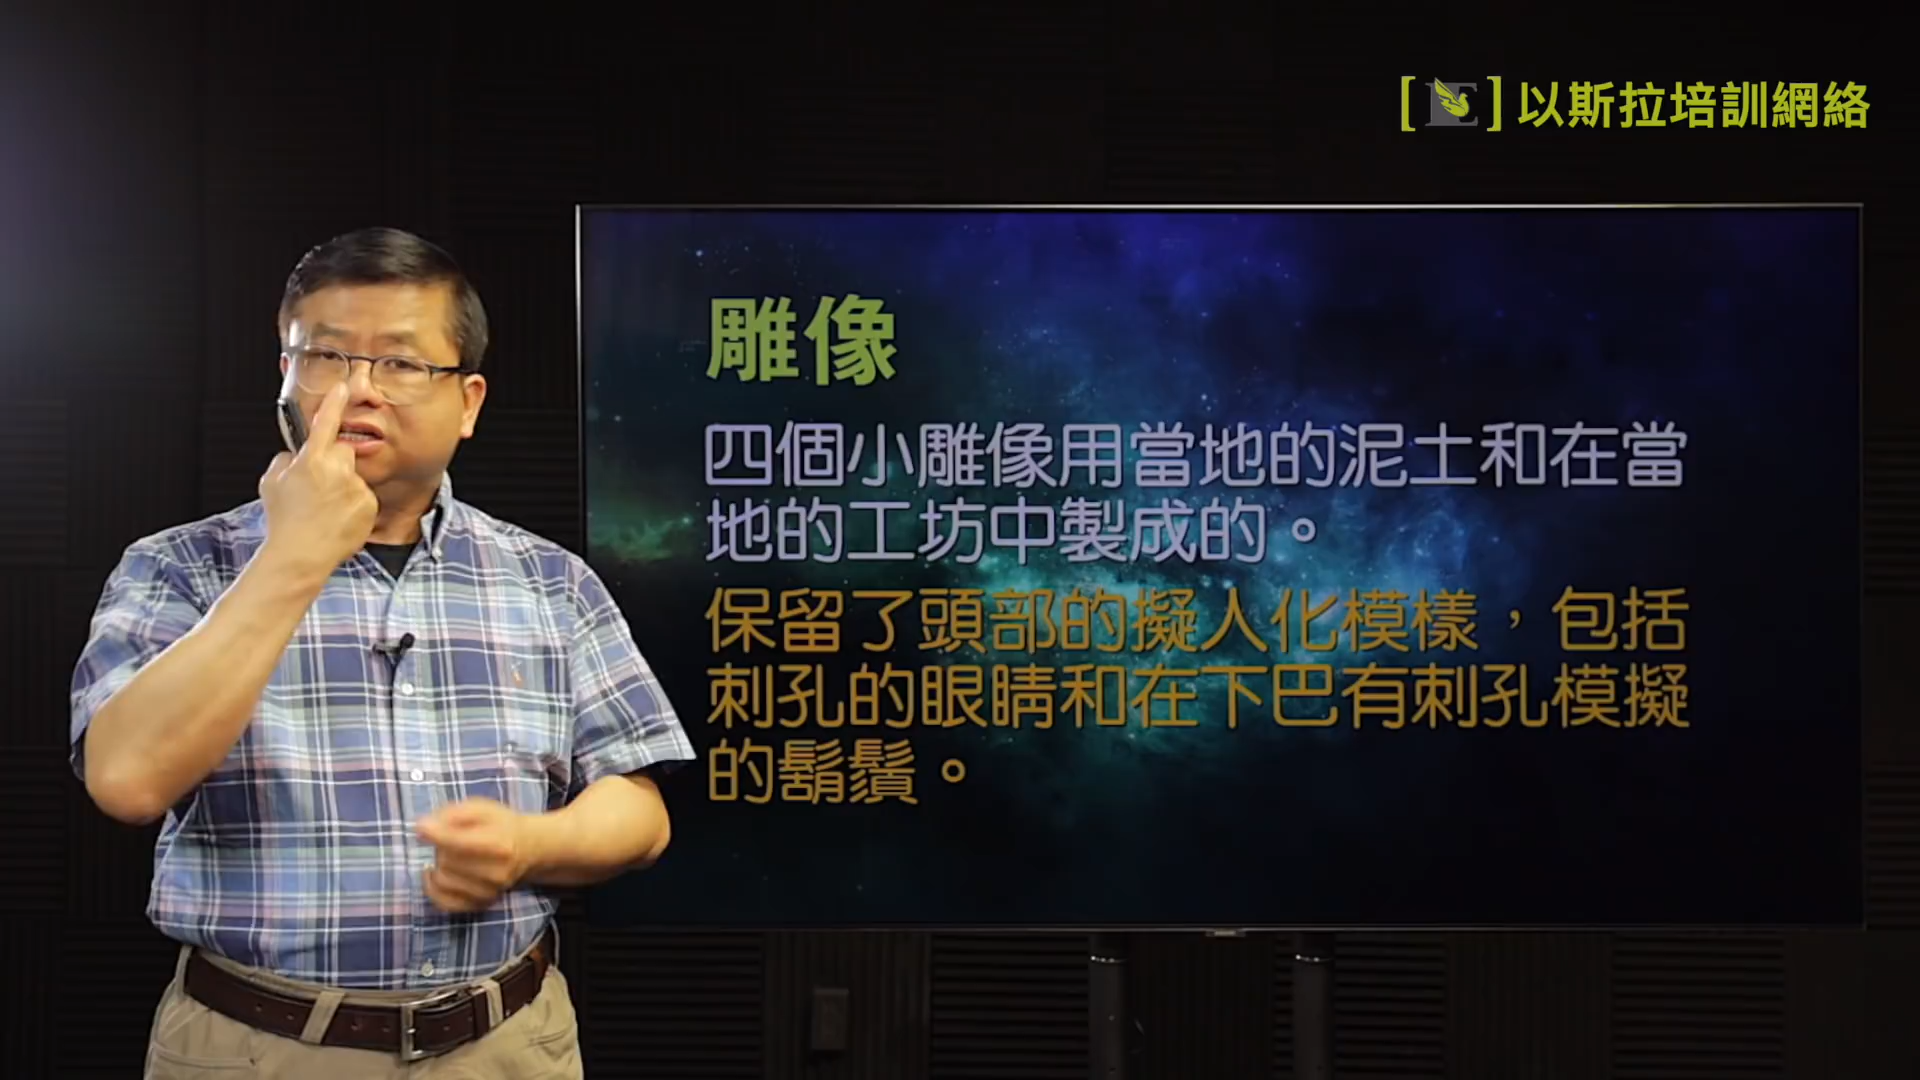 以斯拉培訓網絡
雕像
四個小雕像用當地的泥土和在當
地的工坊中製成的。
保留了頭部的擬人化模樣，包括
刺孔的眼睛和在下巴有刺孔模擬
的鬍鬚。